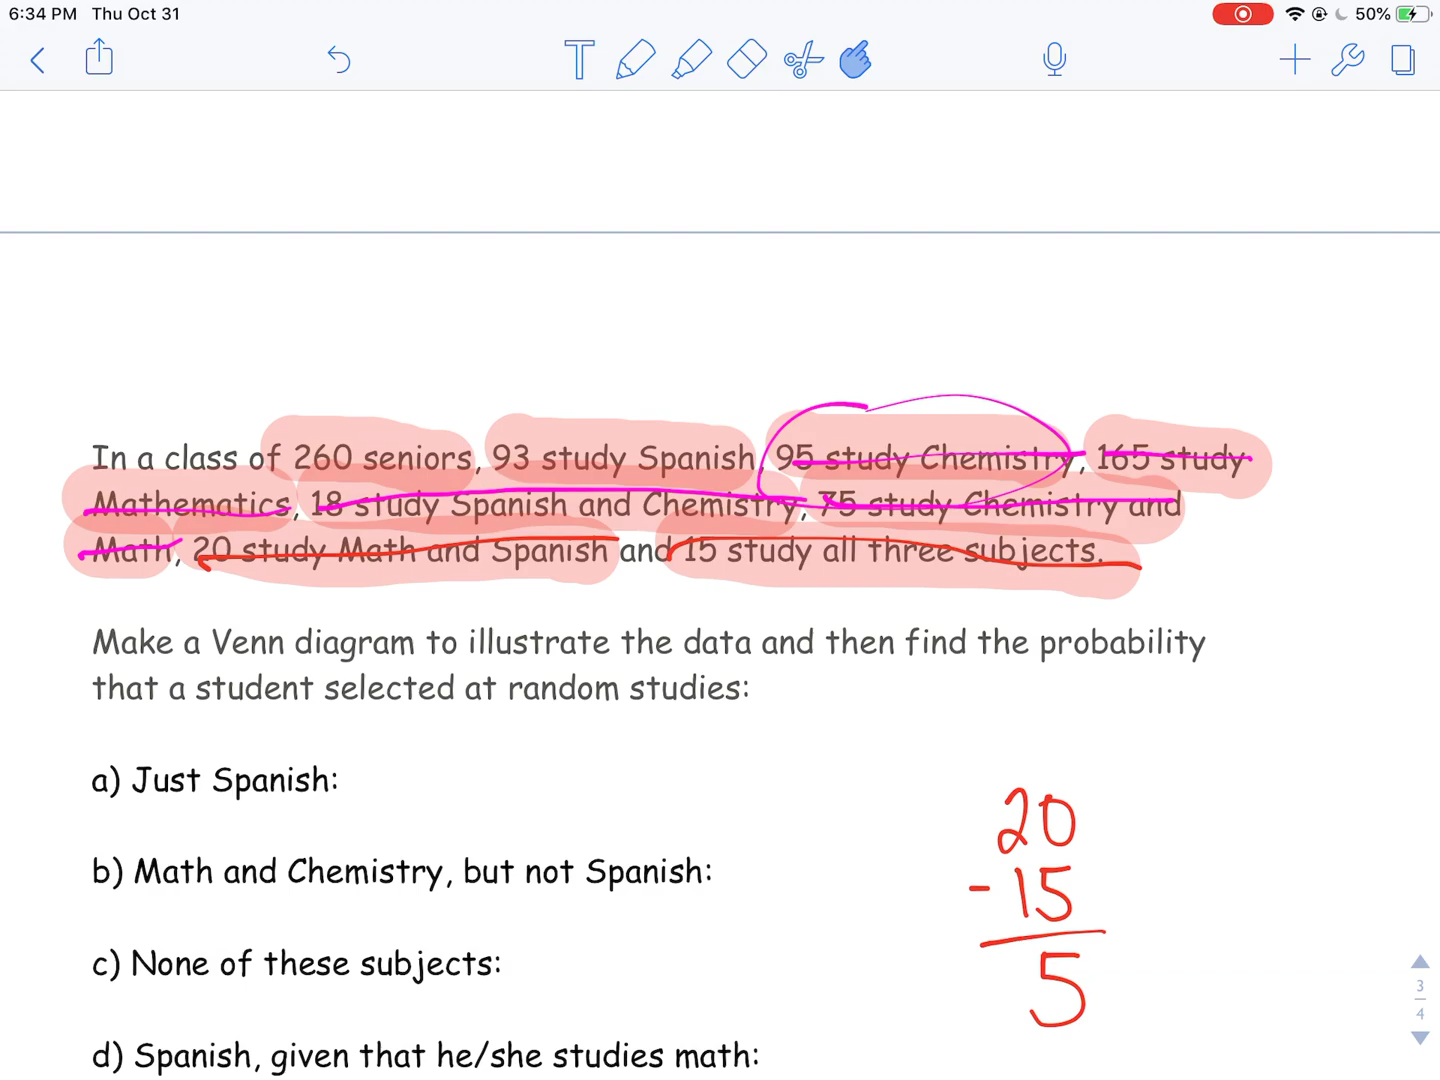 6:34 PM Thu Oct 31
50%
In a class of 260 seniors, 93 study Spanish, 95 study Chemistry, 165 study
Mathematics, 18 study Spanish and Chemistry, 75 study Chemistry and
Math, 20 study Math and Spanish and 15 study all three subjects.
Make a Venn diagram to illustrate the data and then find the probability
that a student selected at random studies:
a) Just Spanish:
b) Math and Chemistry, but not Spanish:
c) None of these subjects:
d) Spanish, given that he/she studies math:
20
- 15
5
3
4